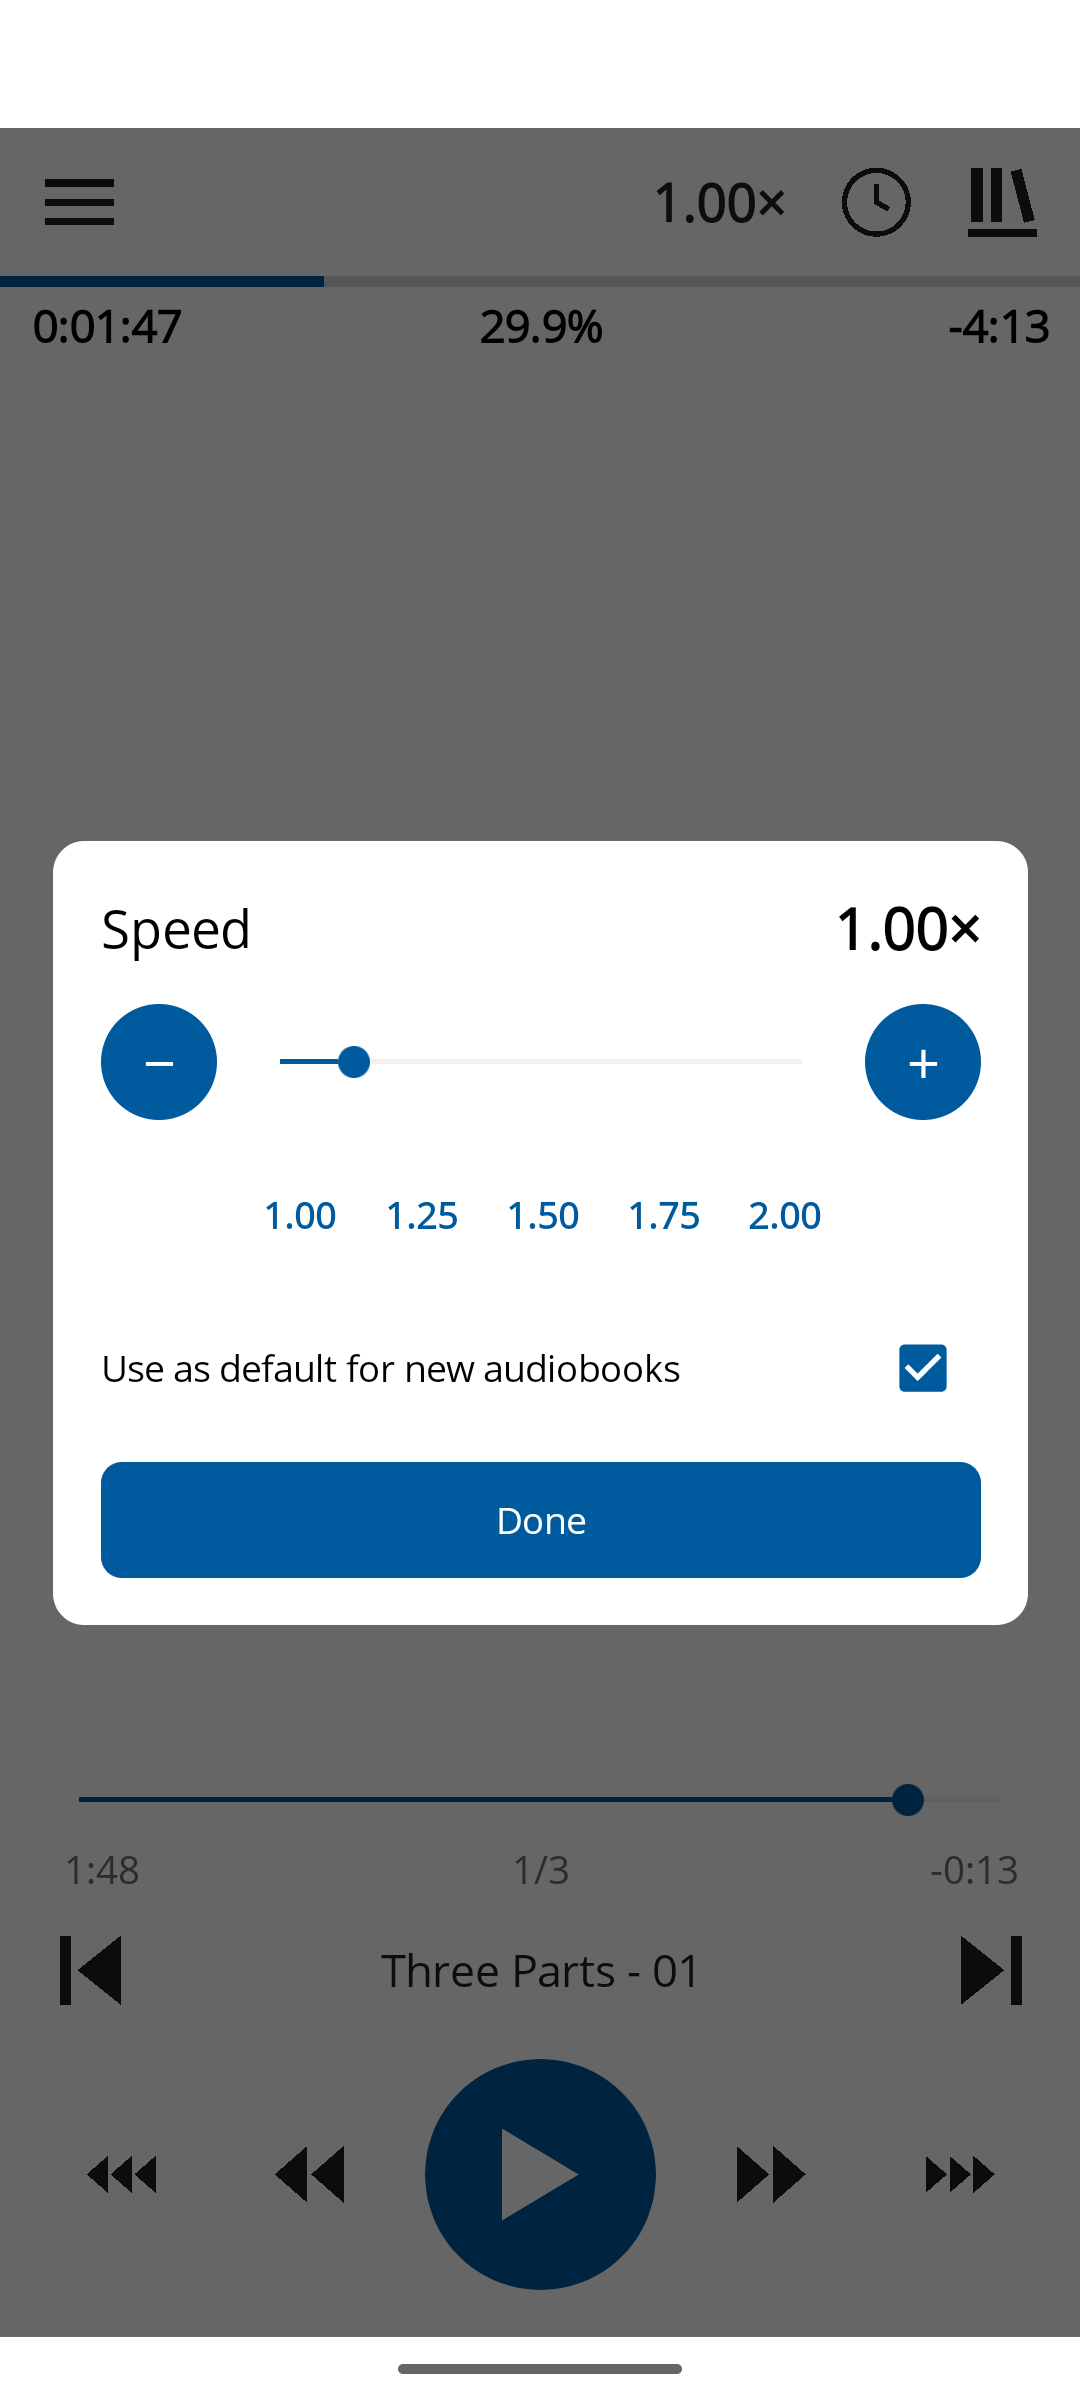 1.00×
0:01:47 29.9% -4:13
Speed 1.00×
− +
1.00 1.25 1.50 1.75 2.00
Use as default for new audiobooks
Done
1:48 1/3 -0:13
Three Parts - 01